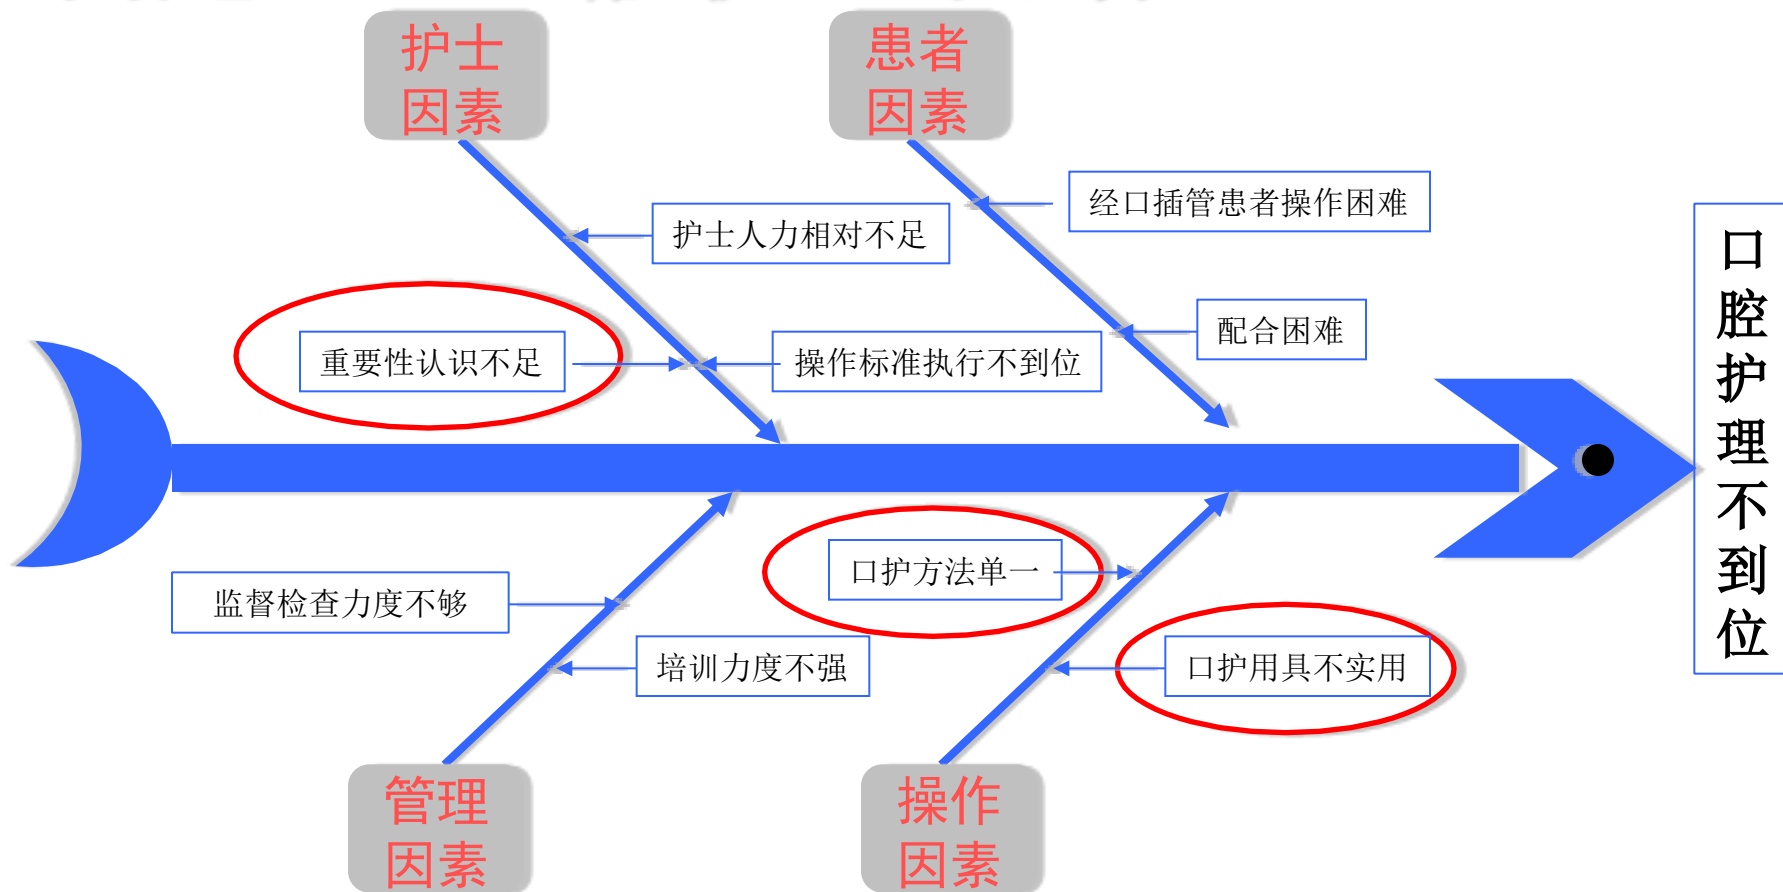 护士
因素
患者
因素
经口插管患者操作困难
护士人力相对不足
配合困难
重要性认识不足
操作标准执行不到位
口腔护理不到位
口护方法单一
监督检查力度不够
培训力度不强
口护用具不实用
管理
因素
操作
因素